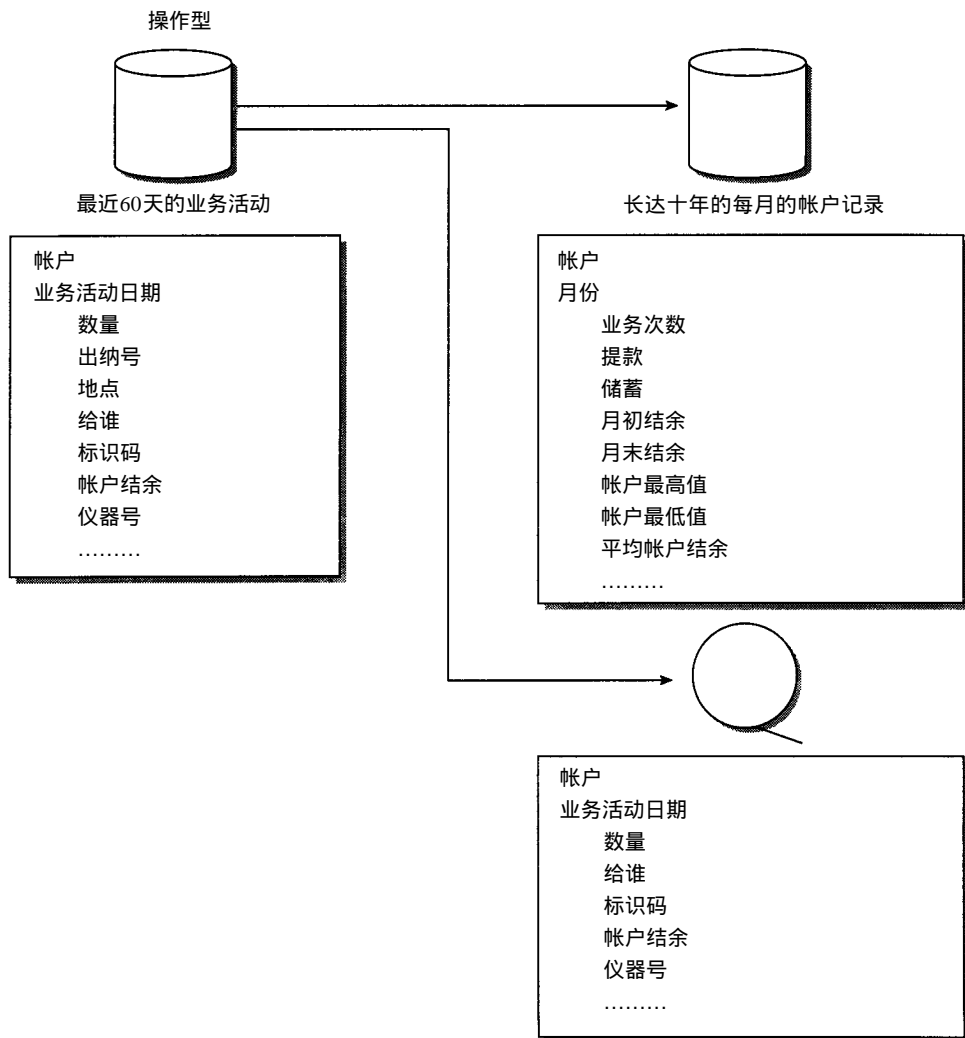 操作型
最近60天的业务活动
帐户
业务活动日期
数量
出纳号
地点
给谁
标识码
帐户结余
仪器号
………
长达十年的每月的帐户记录
帐户
月份
业务次数
提款
储蓄
月初结余
月末结余
帐户最高值
帐户最低值
平均帐户结余
………
帐户
业务活动日期
数量
给谁
标识码
帐户结余
仪器号
………